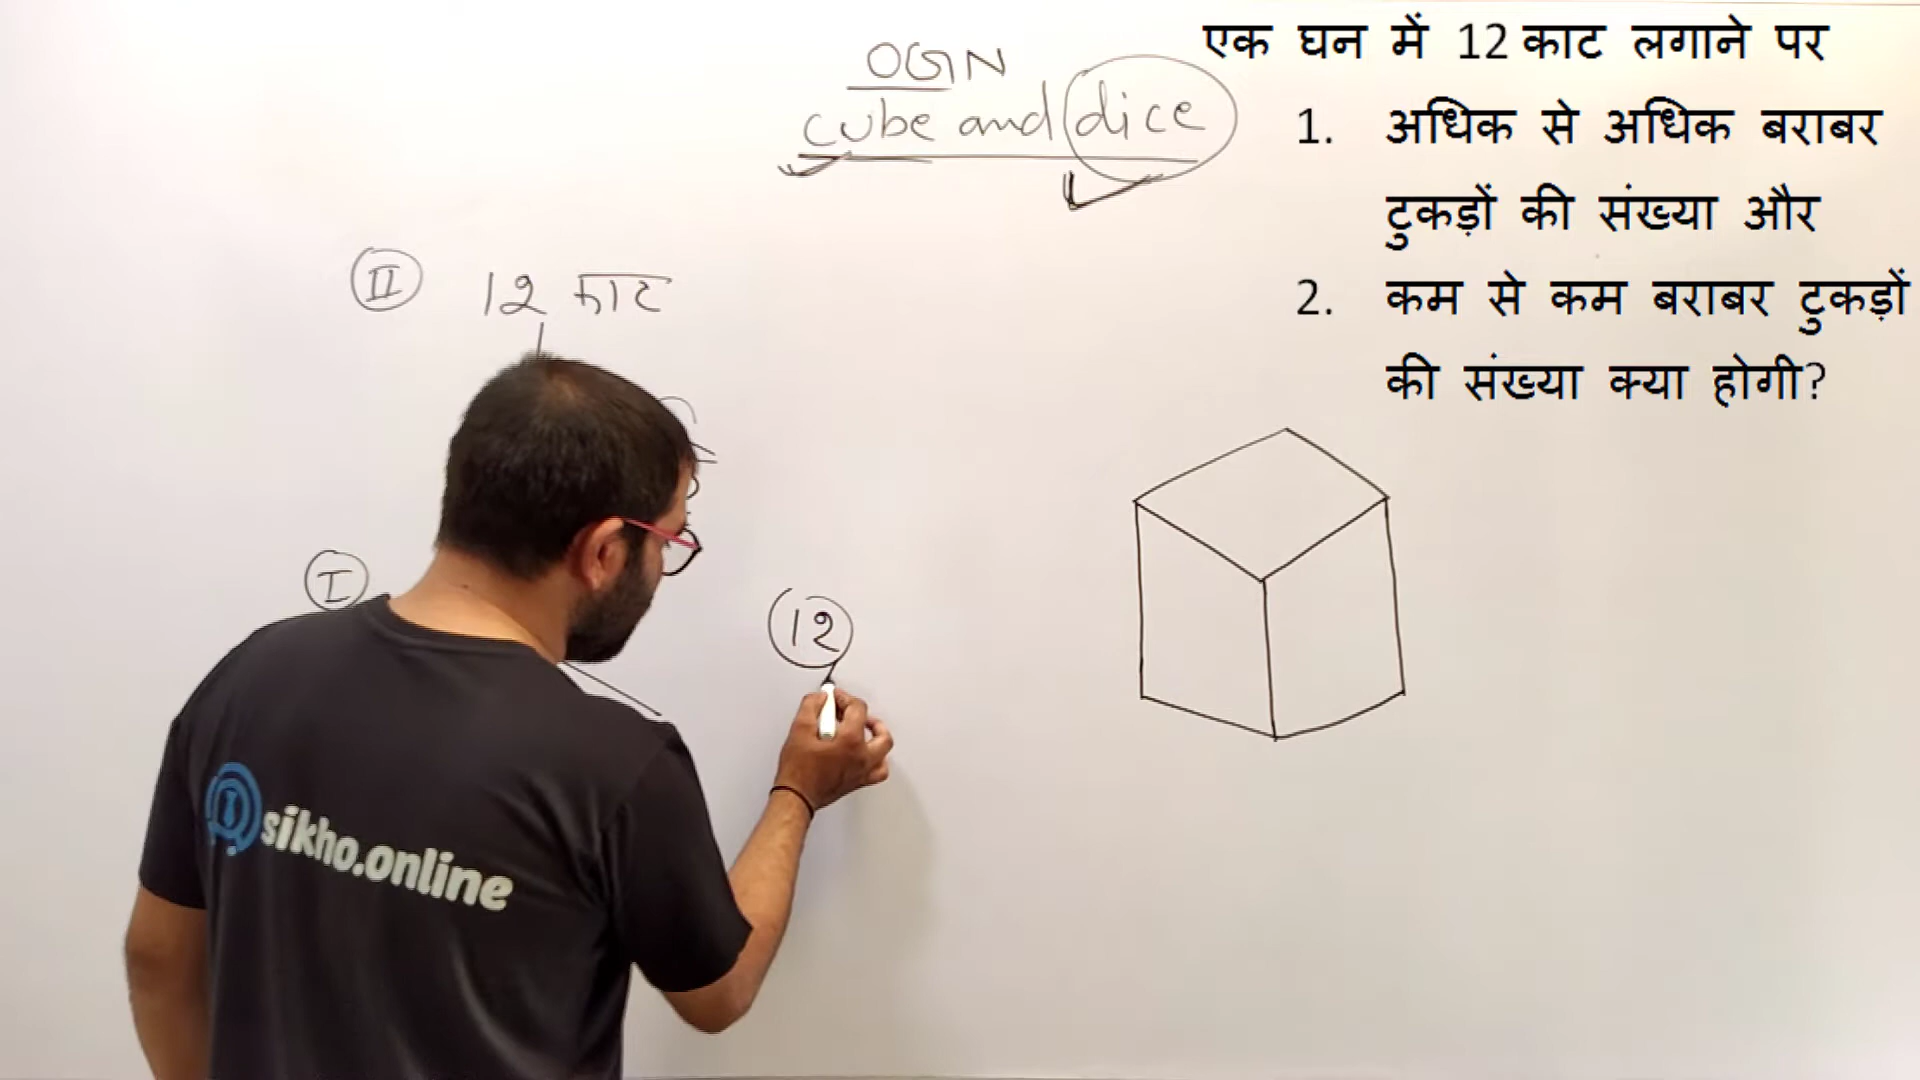 OGN
cube and dice
एक घन में 12 काट लगाने पर
1. अधिक से अधिक बराबर
टुकड़ों की संख्या और
2. कम से कम बराबर टुकड़ों
की संख्या क्या होगी?
II 12 काट
I
12
sikho.online